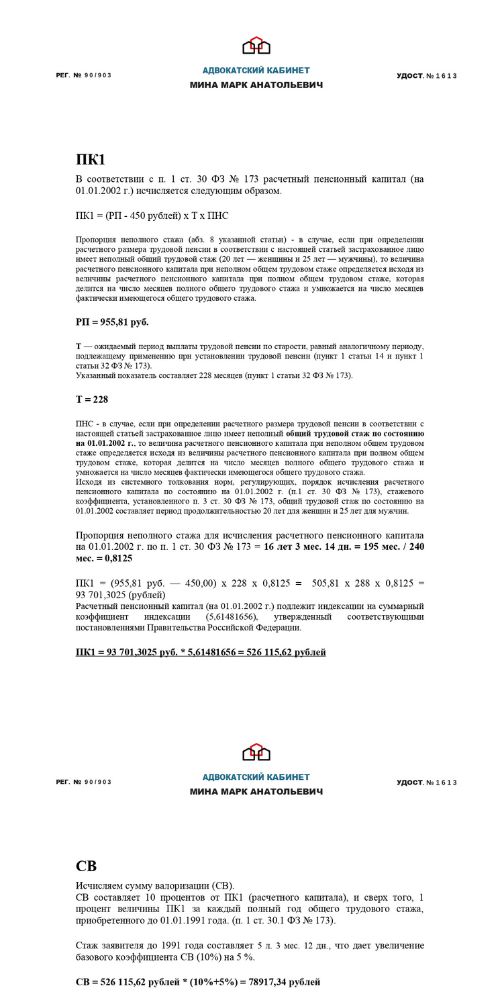 АДВОКАТСКИЙ КАБИНЕТ
РЕГ. № 90/903
УДОСТ. № 1613
МИНА МАРК АНАТОЛЬЕВИЧ
ПК1
В соответствии с п. 1 ст. 30 ФЗ № 173 расчетный пенсионный капитал (на
01.01.2002 г.) исчисляется следующим образом.
ПК1 = (РП - 450 рублей) х Т х ПНС
Пропорция неполного стажа (абз. 8 указанной статьи) - в случае, если при определении
расчетного размера трудовой пенсии в соответствии с настоящей статьей застрахованное лицо
имеет неполный общий трудовой стаж (20 лет — женщины и 25 лет — мужчины), то величина
расчетного пенсионного капитала при неполном общем трудовом стаже определяется исходя из
величины расчетного пенсионного капитала при полном общем трудовом стаже, которая
делится на число месяцев полного общего трудового стажа и умножается на число месяцев
фактически имеющегося общего трудового стажа.
РП = 955,81 руб.
Т — ожидаемый период выплаты трудовой пенсии по старости, равный аналогичному периоду,
подлежащему применению при установлении трудовой пенсии (пункт 1 статьи 14 и пункт 1
статьи 32 ФЗ № 173).
Указанный показатель составляет 228 месяцев (пункт 1 статьи 32 ФЗ № 173).
Т = 228
ПНС - в случае, если при определении расчетного размера трудовой пенсии в соответствии с
настоящей статьей застрахованное лицо имеет неполный общий трудовой стаж по состоянию
на 01.01.2002 г., то величина расчетного пенсионного капитала при неполном общем трудовом
стаже определяется исходя из величины расчетного пенсионного капитала при полном общем
трудовом стаже, которая делится на число месяцев полного общего трудового стажа и
умножается на число месяцев фактически имеющегося общего трудового стажа.
Исходя из системного толкования норм, регулирующих, порядок исчисления расчетного
пенсионного капитала по состоянию на 01.01.2002 г. (п.1 ст. 30 ФЗ № 173), стажевого
коэффициента, установленного п. 3 ст. 30 ФЗ № 173, общий трудовой стаж по состоянию на
01.01.2002 составляет период продолжительностью 20 лет для женщин и 25 лет для мужчин.
Пропорция неполного стажа для исчисления расчетного пенсионного капитала
на 01.01.2002 г. по п. 1 ст. 30 ФЗ № 173 = 16 лет 3 мес. 14 дн. = 195 мес. / 240
мес. = 0,8125
ПК1 = (955,81 руб. — 450,00) х 228 х 0,8125 = 505,81 х 288 х 0,8125 =
93 701,3025 (рублей)
Расчетный пенсионный капитал (на 01.01.2002 г.) подлежит индексации на суммарный
коэффициент индексации (5,61481656), утвержденный соответствующими
постановлениями Правительства Российской Федерации.
ПК1 = 93 701,3025 руб. * 5,61481656 = 526 115,62 рублей
АДВОКАТСКИЙ КАБИНЕТ
РЕГ. № 90/903
УДОСТ. № 1613
МИНА МАРК АНАТОЛЬЕВИЧ
СВ
Исчисляем сумму валоризации (СВ).
СВ составляет 10 процентов от ПК1 (расчетного капитала), и сверх того, 1
процент величины ПК1 за каждый полный год общего трудового стажа,
приобретенного до 01.01.1991 года. (п. 1 ст. 30.1 ФЗ № 173).
Стаж заявителя до 1991 года составляет 5 л. 3 мес. 12 дн., что дает увеличение
базового коэффициента СВ (10%) на 5 %.
СВ = 526 115,62 рублей * (10%+5%) = 78917,34 рублей